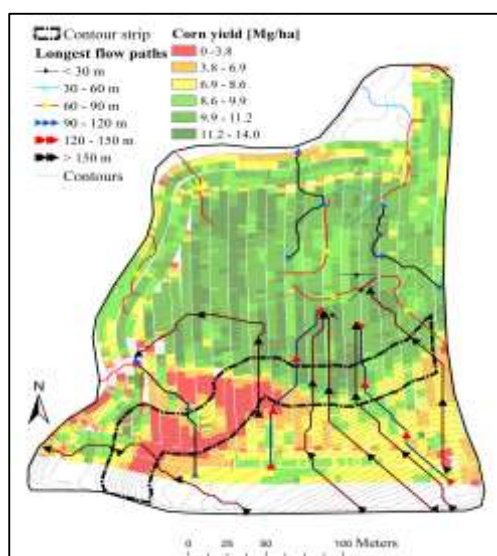 Contour strip
Longest flow paths
< 30 m
30 - 60 m
60 - 90 m
90 - 120 m
120 - 150 m
> 150 m
Contours
Corn yield [Mg/ha]
0 -3.8
3.8 - 6.9
6.9 - 8.6
8.6 - 9.9
9.9 - 11.2
11.2 - 14.0
N
0 25 50 100 Meters